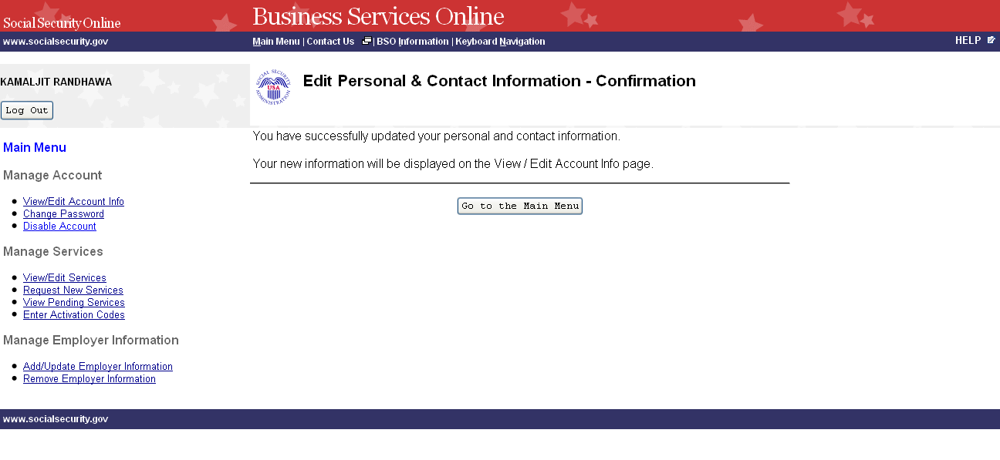 Social Security Online
Business Services Online
www.socialsecurity.gov
Main Menu | Contact Us | BSO Information | Keyboard Navigation
HELP
KAMALJIT RANDHAWA
Log Out
SOCIAL SECURITY ADMINISTRATION
USA
Edit Personal & Contact Information - Confirmation
Main Menu
Manage Account
View/Edit Account Info
Change Password
Disable Account
Manage Services
View/Edit Services
Request New Services
View Pending Services
Enter Activation Codes
Manage Employer Information
Add/Update Employer Information
Remove Employer Information
You have successfully updated your personal and contact information.
Your new information will be displayed on the View / Edit Account Info page.
Go to the Main Menu
www.socialsecurity.gov